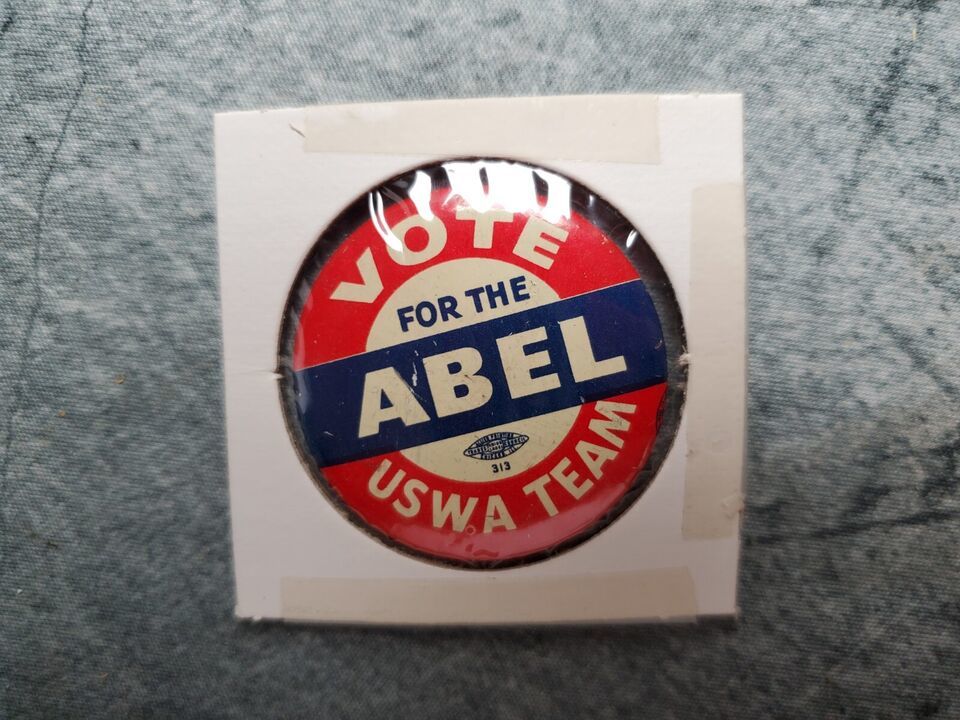 VOTE
FOR THE
ABEL
313
USWA TEAM